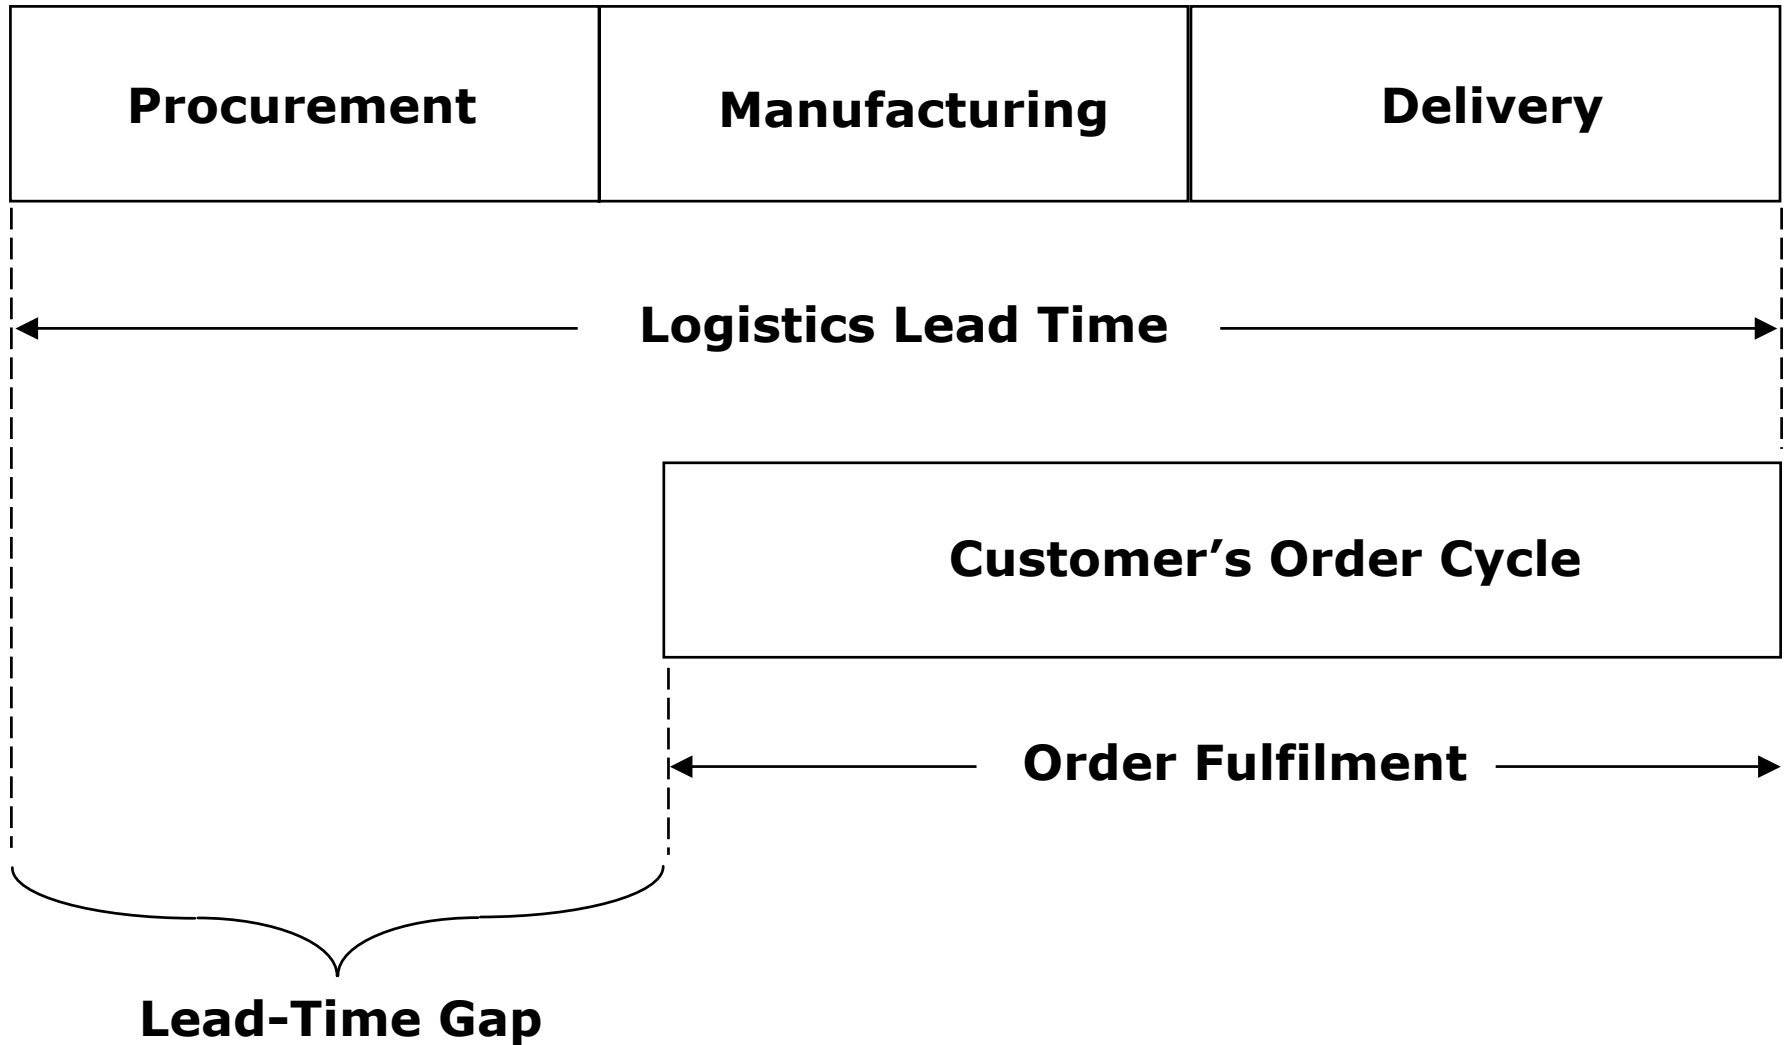 Procurement
Manufacturing
Delivery
Logistics Lead Time
Customer’s Order Cycle
Order Fulfilment
Lead-Time Gap